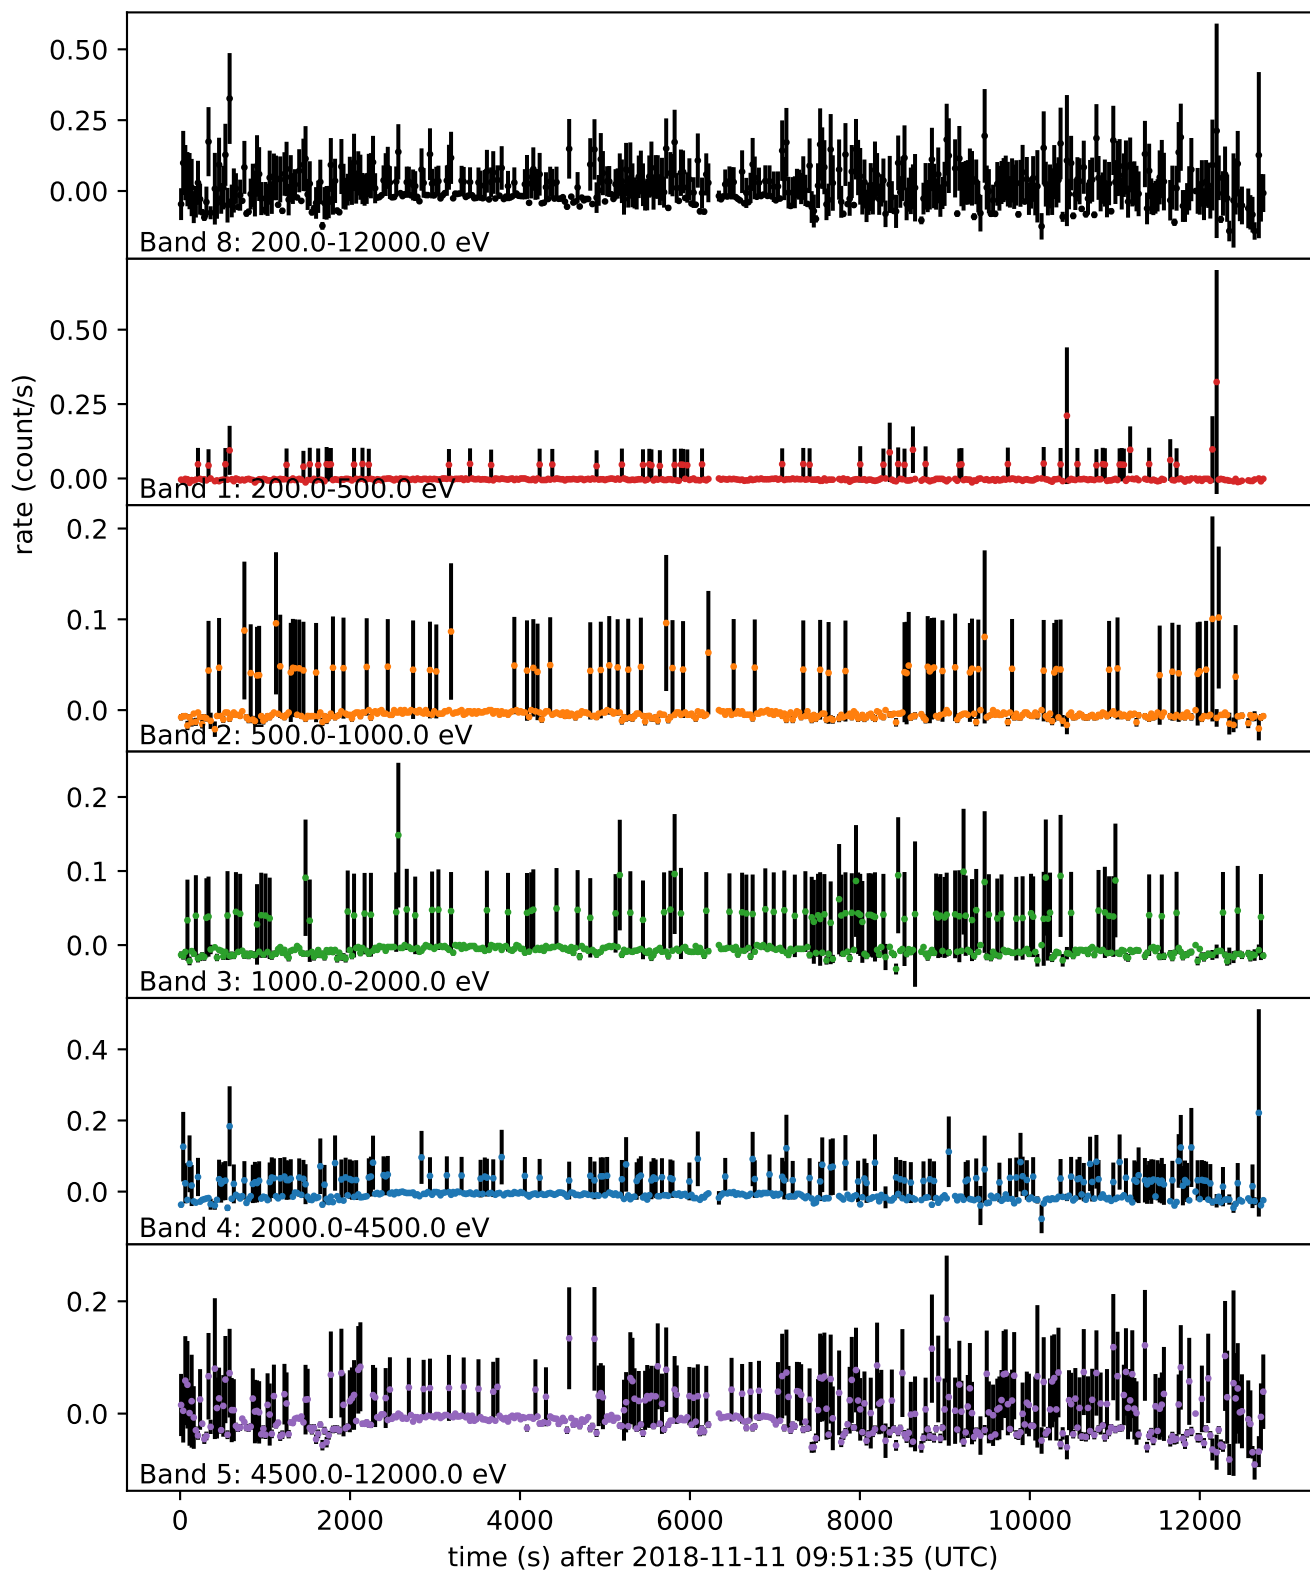 0.50
0.25
0.00
Band 8: 200.0-12000.0 eV
0.50
0.25
0.00
Band 1: 200.0-500.0 eV
rate (count/s)
0.2
0.1
0.0
Band 2: 500.0-1000.0 eV
0.2
0.1
0.0
Band 3: 1000.0-2000.0 eV
0.4
0.2
0.0
Band 4: 2000.0-4500.0 eV
0.2
0.0
Band 5: 4500.0-12000.0 eV
0 2000 4000 6000 8000 10000 12000
time (s) after 2018-11-11 09:51:35 (UTC)